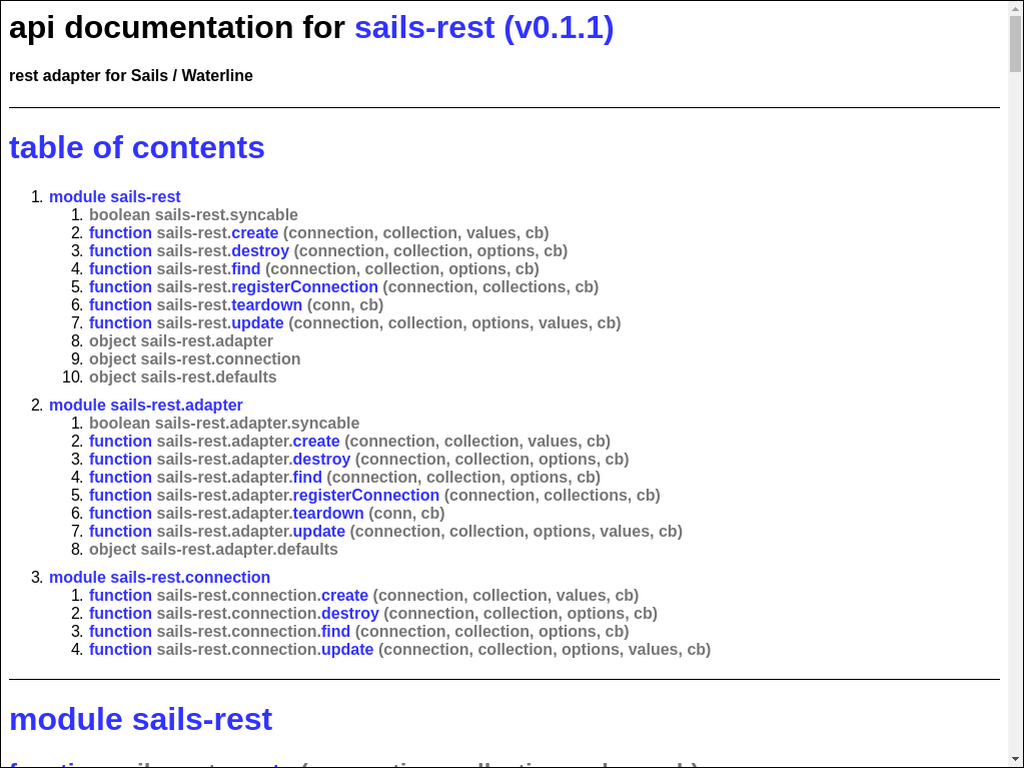 api documentation for sails-rest (v0.1.1)
rest adapter for Sails / Waterline
table of contents
1. module sails-rest
1. boolean sails-rest.syncable
2. function sails-rest.create (connection, collection, values, cb)
3. function sails-rest.destroy (connection, collection, options, cb)
4. function sails-rest.find (connection, collection, options, cb)
5. function sails-rest.registerConnection (connection, collections, cb)
6. function sails-rest.teardown (conn, cb)
7. function sails-rest.update (connection, collection, options, values, cb)
8. object sails-rest.adapter
9. object sails-rest.connection
10. object sails-rest.defaults
2. module sails-rest.adapter
1. boolean sails-rest.adapter.syncable
2. function sails-rest.adapter.create (connection, collection, values, cb)
3. function sails-rest.adapter.destroy (connection, collection, options, cb)
4. function sails-rest.adapter.find (connection, collection, options, cb)
5. function sails-rest.adapter.registerConnection (connection, collections, cb)
6. function sails-rest.adapter.teardown (conn, cb)
7. function sails-rest.adapter.update (connection, collection, options, values, cb)
8. object sails-rest.adapter.defaults
3. module sails-rest.connection
1. function sails-rest.connection.create (connection, collection, values, cb)
2. function sails-rest.connection.destroy (connection, collection, options, cb)
3. function sails-rest.connection.find (connection, collection, options, cb)
4. function sails-rest.connection.update (connection, collection, options, values, cb)
module sails-rest